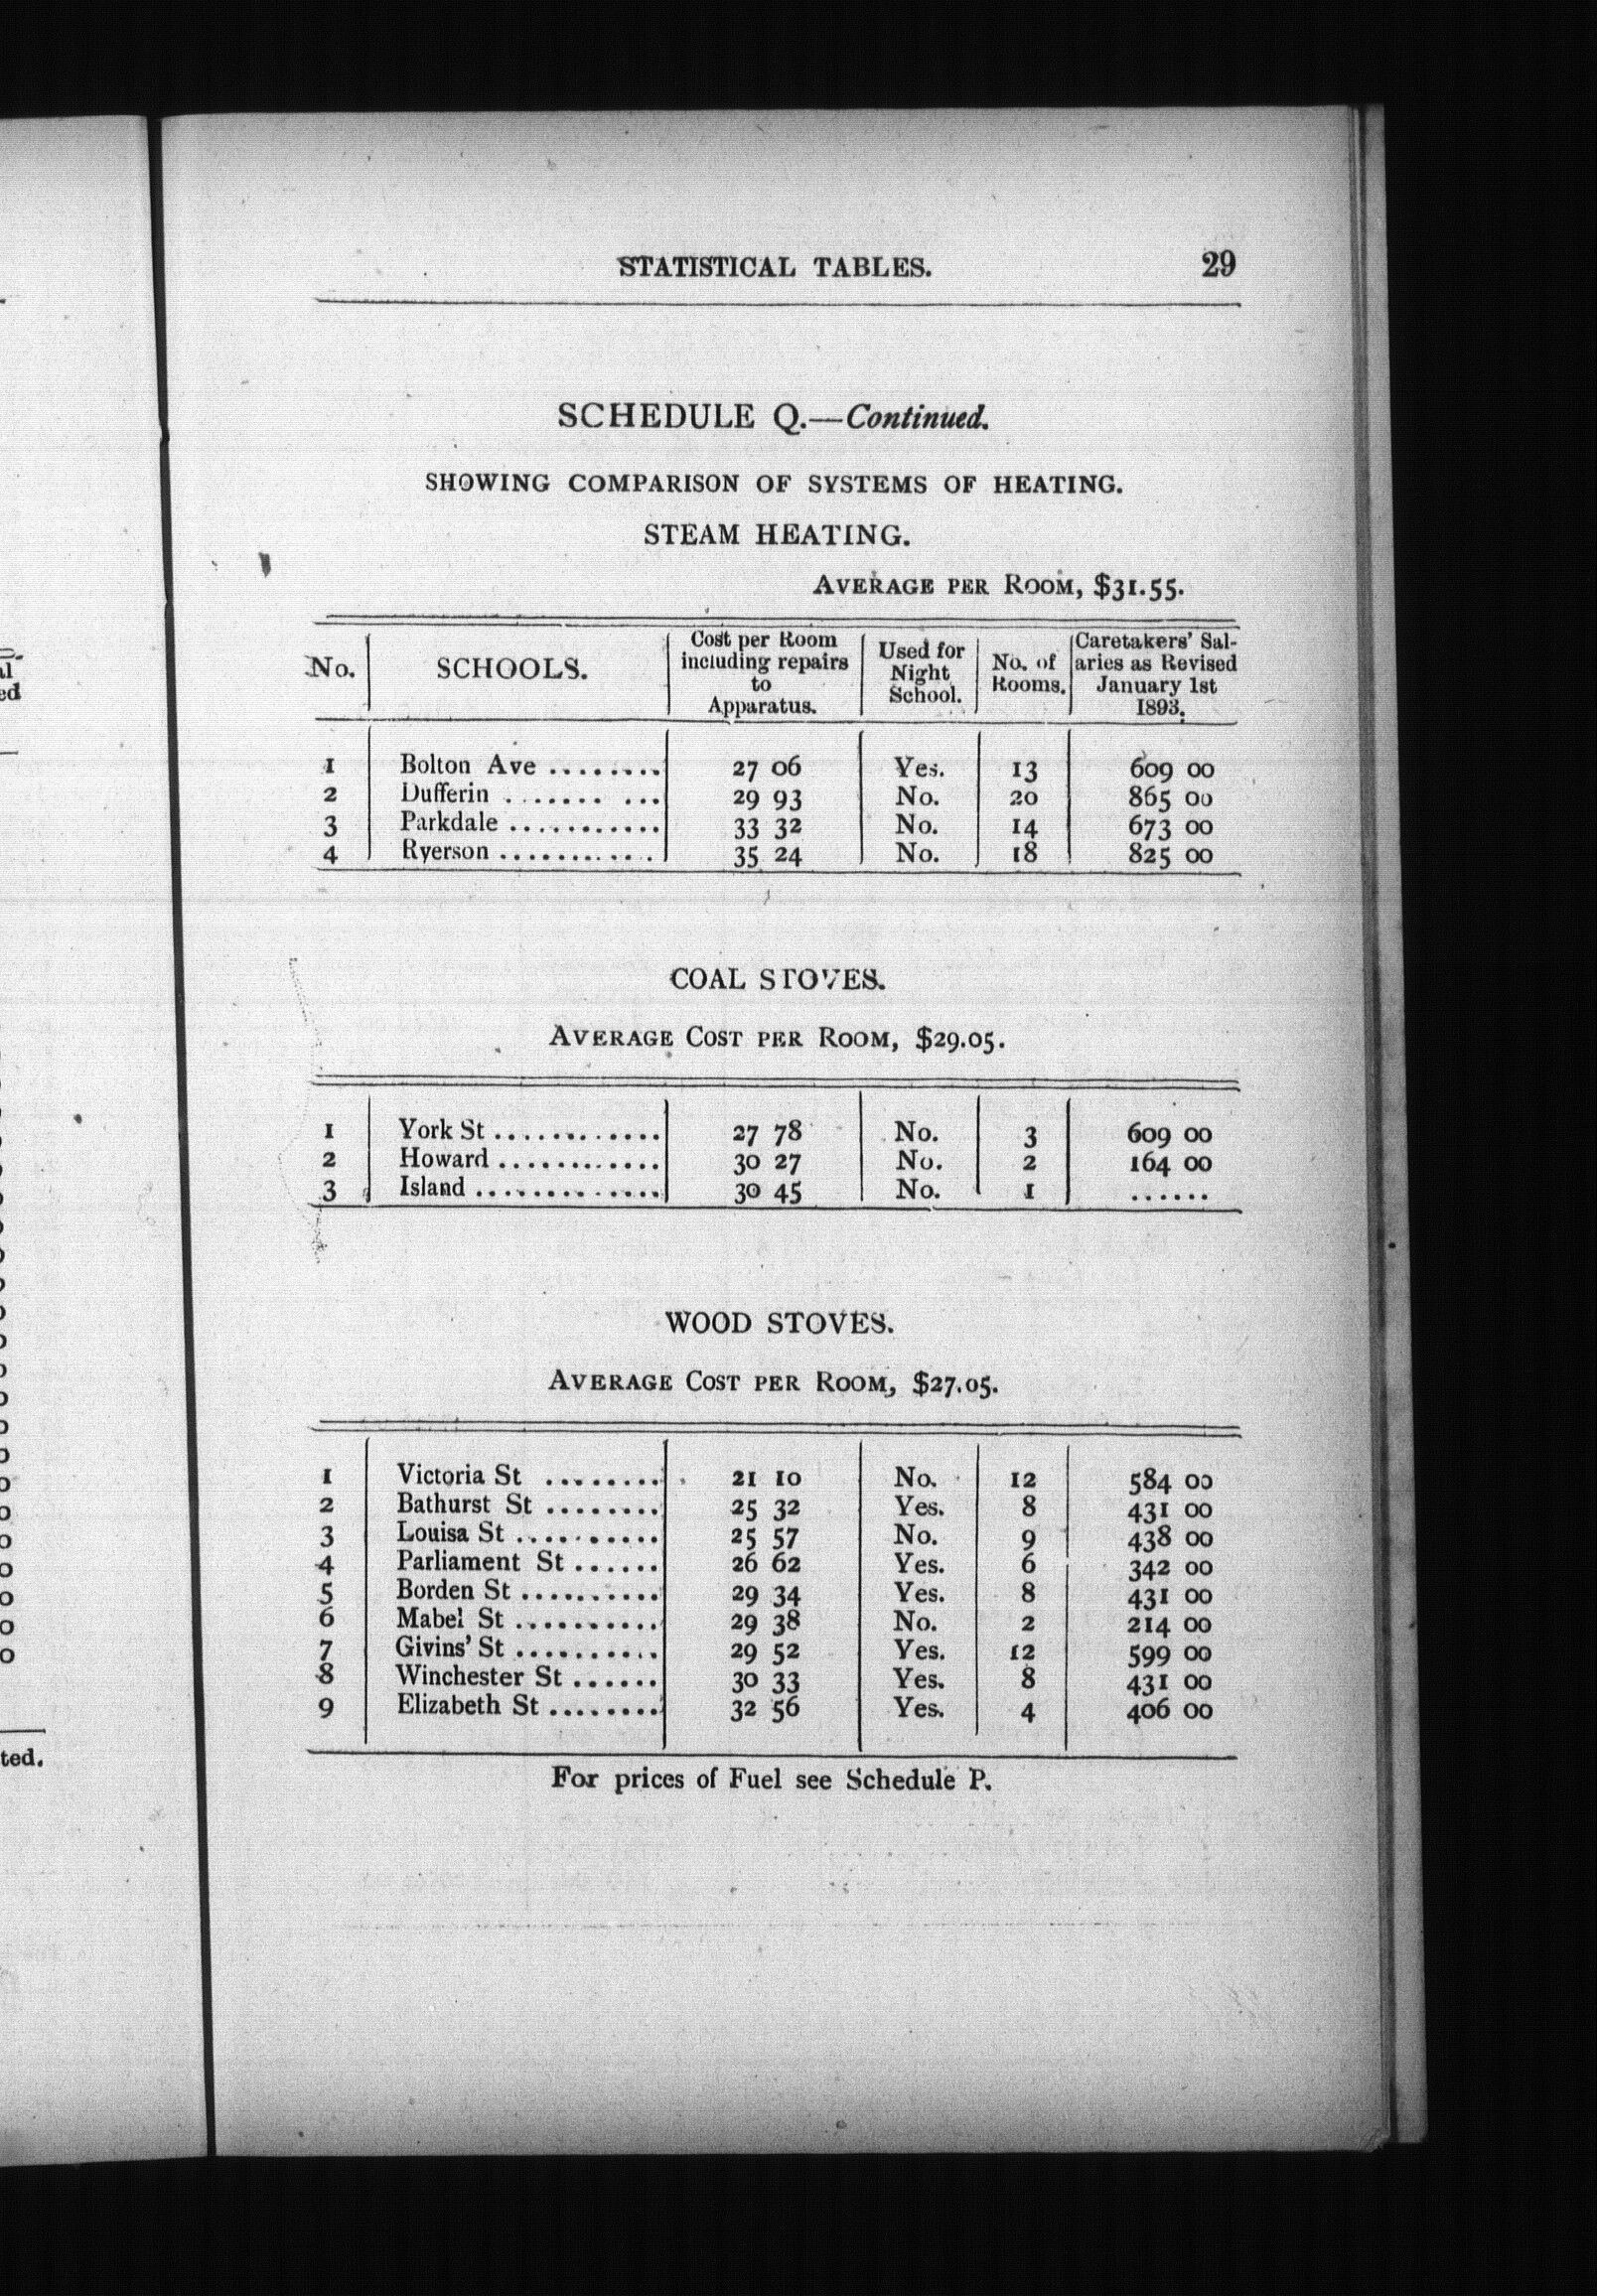 STATISTICAL TABLES. 29
SCHEDULE Q.—Continued.
SHOWING COMPARISON OF SYSTEMS OF HEATING.
STEAM HEATING.
AVERAGE PER ROOM, $31.55.
No. SCHOOLS. Cost per Room including repairs to Apparatus. Used for Night School. No. of Rooms. Caretakers' Salaries as Revised January 1st 1893.
1 Bolton Ave ........ 27 06 Yes. 13 609 00
2 Dufferin ....... ... 29 93 No. 20 865 00
3 Parkdale ........... 33 32 No. 14 673 00
4 Ryerson ........... 35 24 No. 18 825 00
COAL STOVES.
AVERAGE COST PER ROOM, $29.05.
1 York St ............ 27 78 No. 3 609 00
2 Howard ............ 30 27 No. 2 164 00
3 Island ............. 30 45 No. 1 ......
WOOD STOVES.
AVERAGE COST PER ROOM, $27.05.
1 Victoria St ........ 21 10 No. 12 584 00
2 Bathurst St ........ 25 32 Yes. 8 431 00
3 Louisa St .......... 25 57 No. 9 438 00
4 Parliament St ...... 26 62 Yes. 6 342 00
5 Borden St .......... 29 34 Yes. 8 431 00
6 Mabel St .......... 29 38 No. 2 214 00
7 Givins' St .......... 29 52 Yes. 12 599 00
8 Winchester St ...... 30 33 Yes. 8 431 00
9 Elizabeth St ........ 32 56 Yes. 4 406 00
For prices of Fuel see Schedule P.